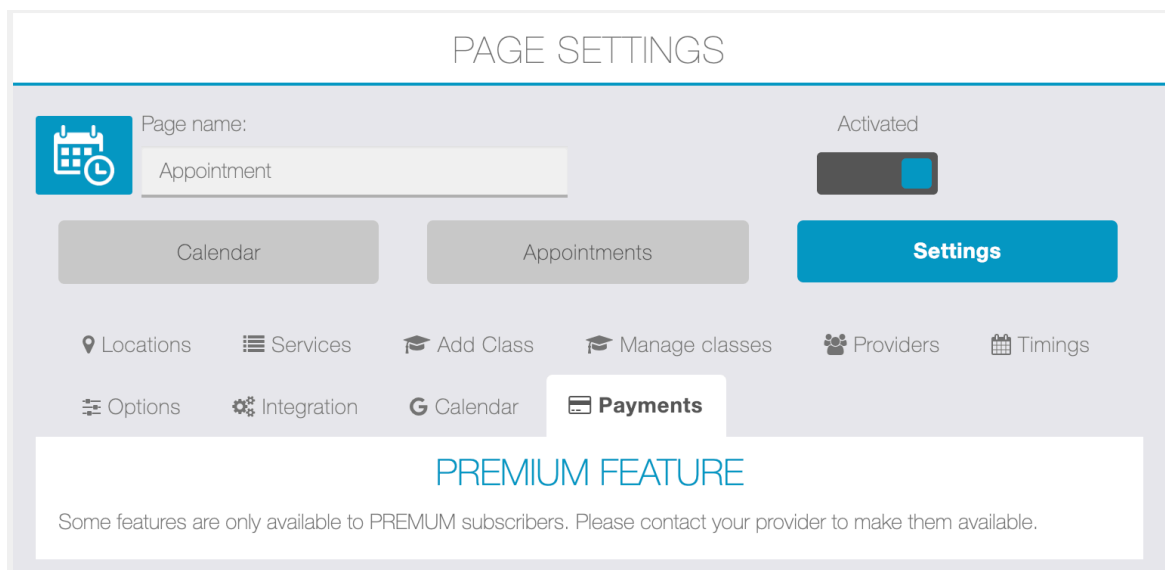 PAGE SETTINGS
Page name:
Activated
Appointment
Calendar
Appointments
Settings
Locations
Services
Add Class
Manage classes
Providers
Timings
Options
Integration
G Calendar
Payments
PREMIUM FEATURE
Some features are only available to PREMUM subscribers. Please contact your provider to make them available.